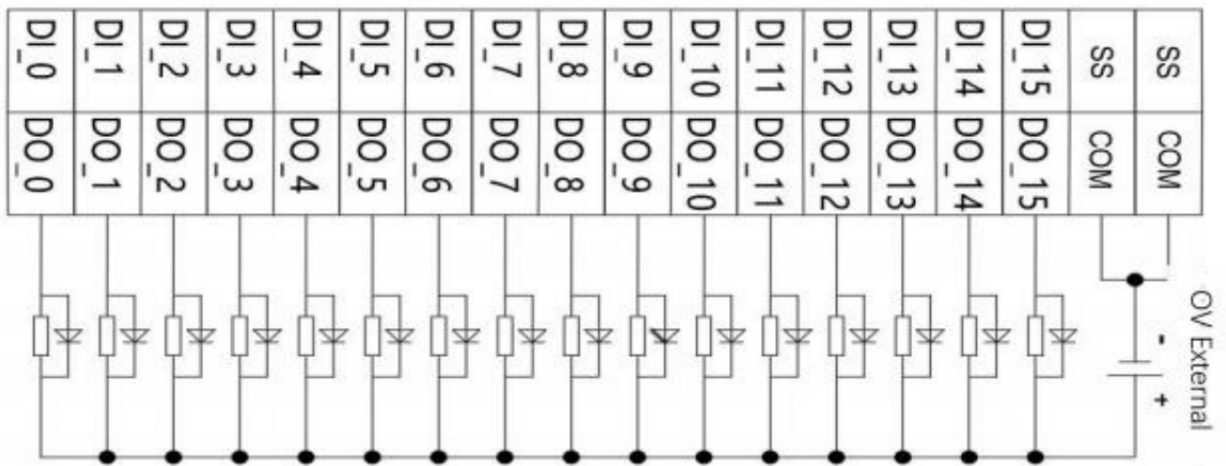 DI_0 DI_1 DI_2 DI_3 DI_4 DI_5 DI_6 DI_7 DI_8 DI_9 DI_10 DI_11 DI_12 DI_13 DI_14 DI_15 SS SS
DO_0 DO_1 DO_2 DO_3 DO_4 DO_5 DO_6 DO_7 DO_8 DO_9 DO_10 DO_11 DO_12 DO_13 DO_14 DO_15 COM COM
OV External
- +